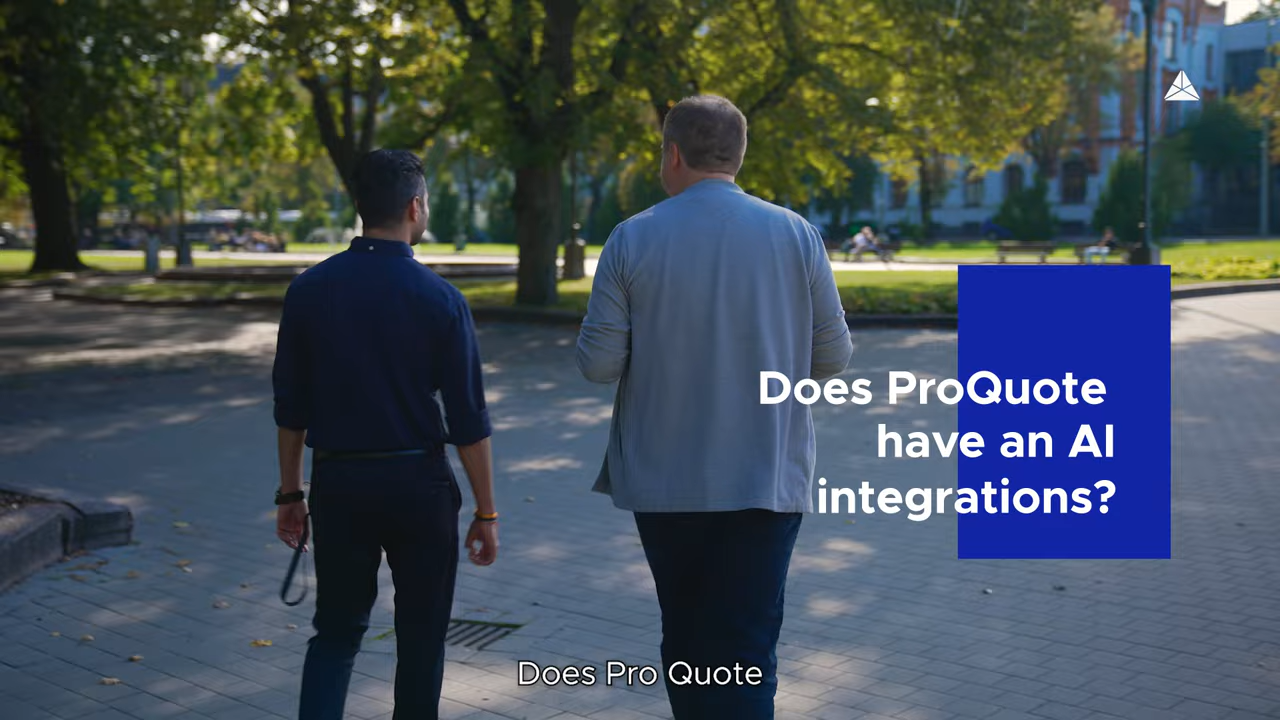 Does ProQuote
have an AI
integrations?
Does Pro Quote